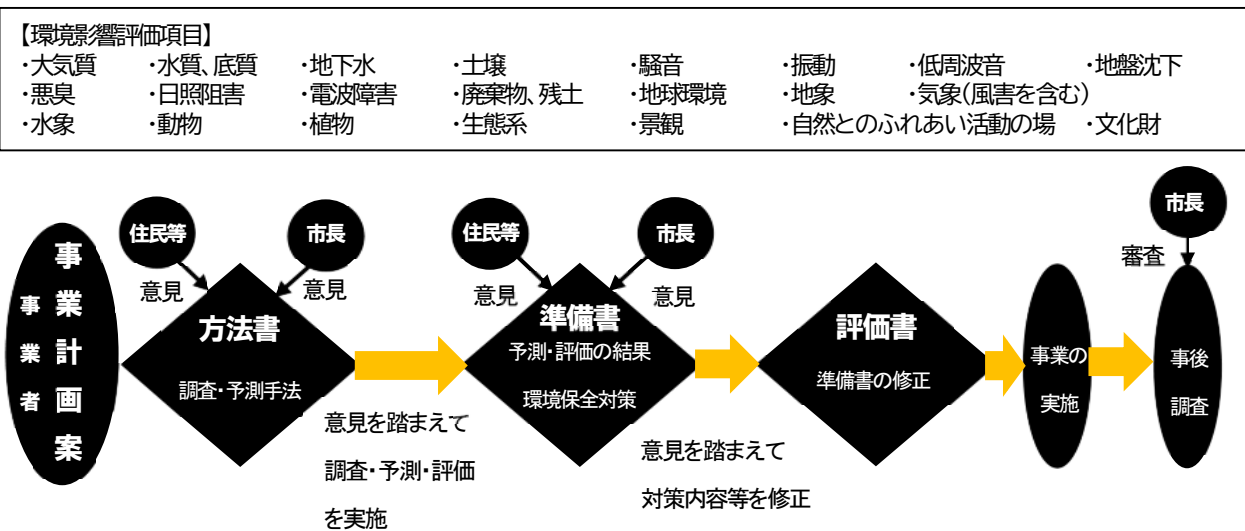 【環境影響評価項目】
・大気質 ・水質、底質 ・地下水 ・土壌 ・騒音 ・振動 ・低周波音 ・地盤沈下
・悪臭 ・日照阻害 ・電波障害 ・廃棄物、残土 ・地球環境 ・地象 ・気象(風害を含む)
・水象 ・動物 ・植物 ・生態系 ・景観 ・自然とのふれあい活動の場 ・文化財
事業計画案
事業者
住民等
市長
意見
意見
方法書
調査・予測手法
意見を踏まえて
調査・予測・評価
を実施
住民等
市長
意見
意見
準備書
予測・評価の結果
環境保全対策
意見を踏まえて
対策内容等を修正
評価書
準備書の修正
事業の
実施
市長
審査
事後
調査